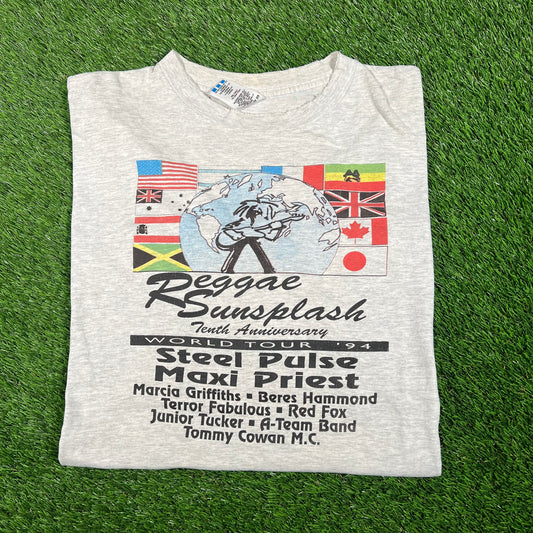 Reggae
Sunsplash
Tenth Anniversary
WORLD TOUR '94
Steel Pulse
Maxi Priest
Marcia Griffiths ▪ Beres Hammond
Terror Fabulous ▪ Red Fox
Junior Tucker ▪ A-Team Band
Tommy Cowan M.C.